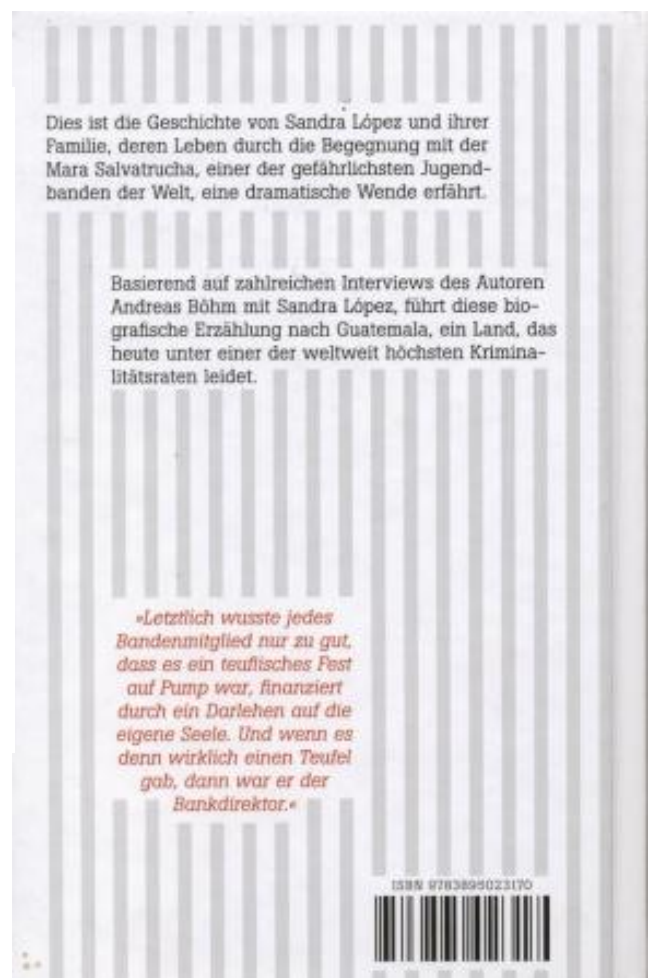 Dies ist die Geschichte von Sandra López und ihrer
Familie, deren Leben durch die Begegnung mit der
Mara Salvatrucha, einer der gefährlichsten Jugend-
banden der Welt, eine dramatische Wende erfährt.
Basierend auf zahlreichen Interviews des Autoren
Andreas Böhm mit Sandra López, führt diese bio-
grafische Erzählung nach Guatemala, ein Land, das
heute unter einer der weltweit höchsten Krimina-
litätsraten leidet.
»Letztlich wusste jedes
Bandenmitglied nur zu gut,
dass es ein teuflisches Fest
auf Pump war, finanziert
durch ein Darlehen auf die
eigene Seele. Und wenn es
denn wirklich einen Teufel
gab, dann war er der
Bankdirektor.«
ISBN 9783895023170